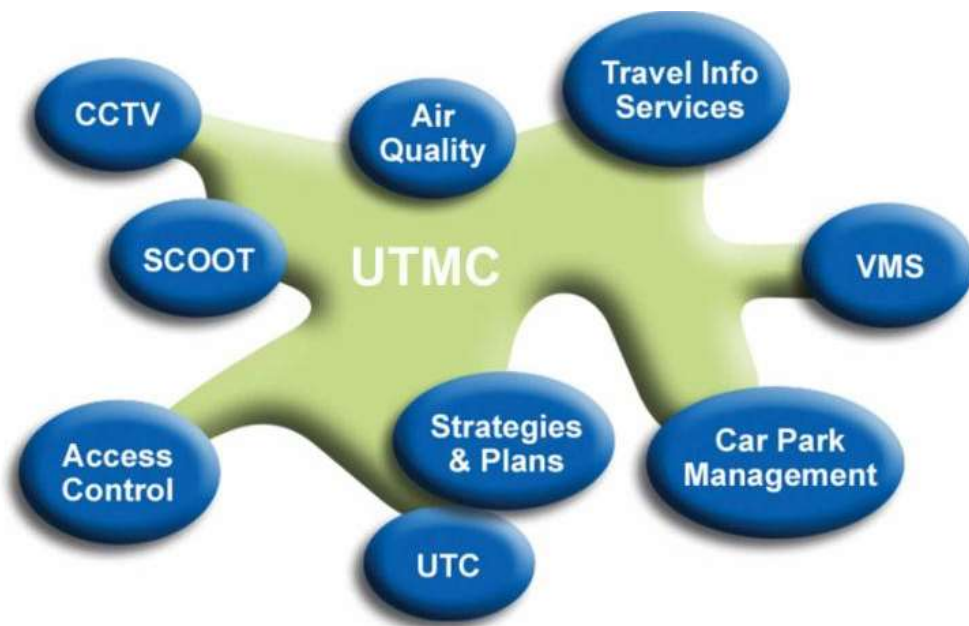 CCTV
Air
Quality
Travel Info
Services
SCOOT
UTMC
VMS
Access
Control
Strategies
& Plans
Car Park
Management
UTC